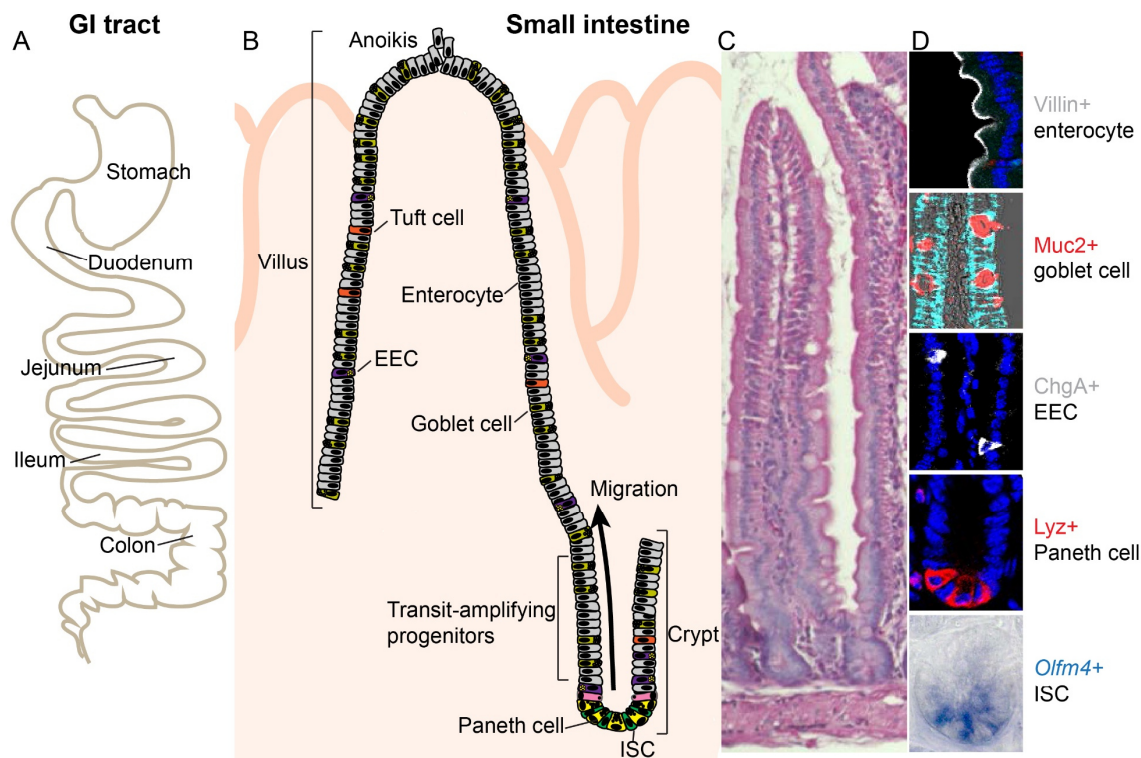 GI tract
Small intestine
A
B
C
D
Stomach
Duodenum
Jejunum
Ileum
Colon
Anoikis
Villus
Tuft cell
Enterocyte
EEC
Goblet cell
Migration
Transit-amplifying
progenitors
Crypt
Paneth cell
ISC
Villin+
enterocyte
Muc2+
goblet cell
ChgA+
EEC
Lyz+
Paneth cell
Olfm4+
ISC